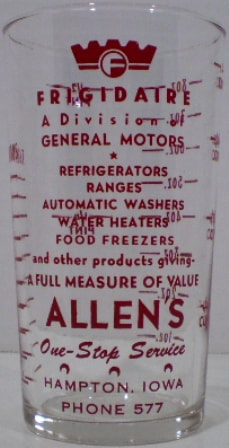 F
FRIGIDAIRE
A Division of
GENERAL MOTORS
REFRIGERATORS
RANGES
AUTOMATIC WASHERS
WATER HEATERS
FOOD FREEZERS
and other products giving-
A FULL MEASURE OF VALUE
ALLEN'S
One-Stop Service
HAMPTON, IOWA
PHONE 577